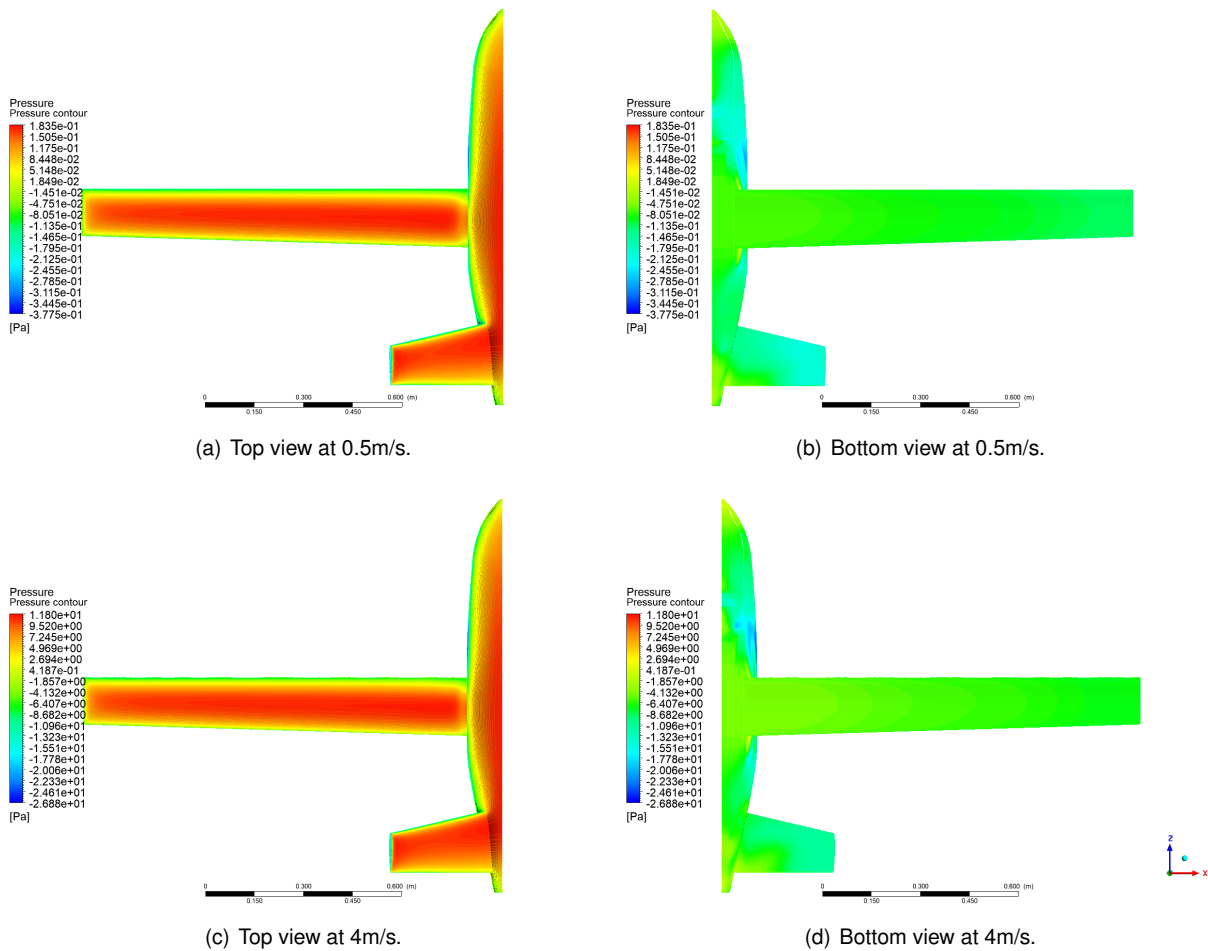 Pressure
Pressure contour
1.835e-01
1.505e-01
1.175e-01
8.448e-02
5.148e-02
1.849e-02
-1.451e-02
-4.751e-02
-8.051e-02
-1.135e-01
-1.465e-01
-1.795e-01
-2.125e-01
-2.455e-01
-2.785e-01
-3.115e-01
-3.445e-01
-3.775e-01
[Pa]
0 0.300 0.600 (m)
0.150 0.450
(a) Top view at 0.5m/s.
Pressure
Pressure contour
1.835e-01
1.505e-01
1.175e-01
8.448e-02
5.148e-02
1.849e-02
-1.451e-02
-4.751e-02
-8.051e-02
-1.135e-01
-1.465e-01
-1.795e-01
-2.125e-01
-2.455e-01
-2.785e-01
-3.115e-01
-3.445e-01
-3.775e-01
[Pa]
0 0.300 0.600 (m)
0.150 0.450
(b) Bottom view at 0.5m/s.
Pressure
Pressure contour
1.180e+01
9.520e+00
7.245e+00
4.969e+00
2.694e+00
4.187e-01
-1.857e+00
-4.132e+00
-6.407e+00
-8.682e+00
-1.096e+01
-1.323e+01
-1.551e+01
-1.778e+01
-2.006e+01
-2.233e+01
-2.461e+01
-2.688e+01
[Pa]
0 0.300 0.600 (m)
0.150 0.450
(c) Top view at 4m/s.
Pressure
Pressure contour
1.180e+01
9.520e+00
7.245e+00
4.969e+00
2.694e+00
4.187e-01
-1.857e+00
-4.132e+00
-6.407e+00
-8.682e+00
-1.096e+01
-1.323e+01
-1.551e+01
-1.778e+01
-2.006e+01
-2.233e+01
-2.461e+01
-2.688e+01
[Pa]
0 0.300 0.600 (m)
0.150 0.450
Z
X
(d) Bottom view at 4m/s.